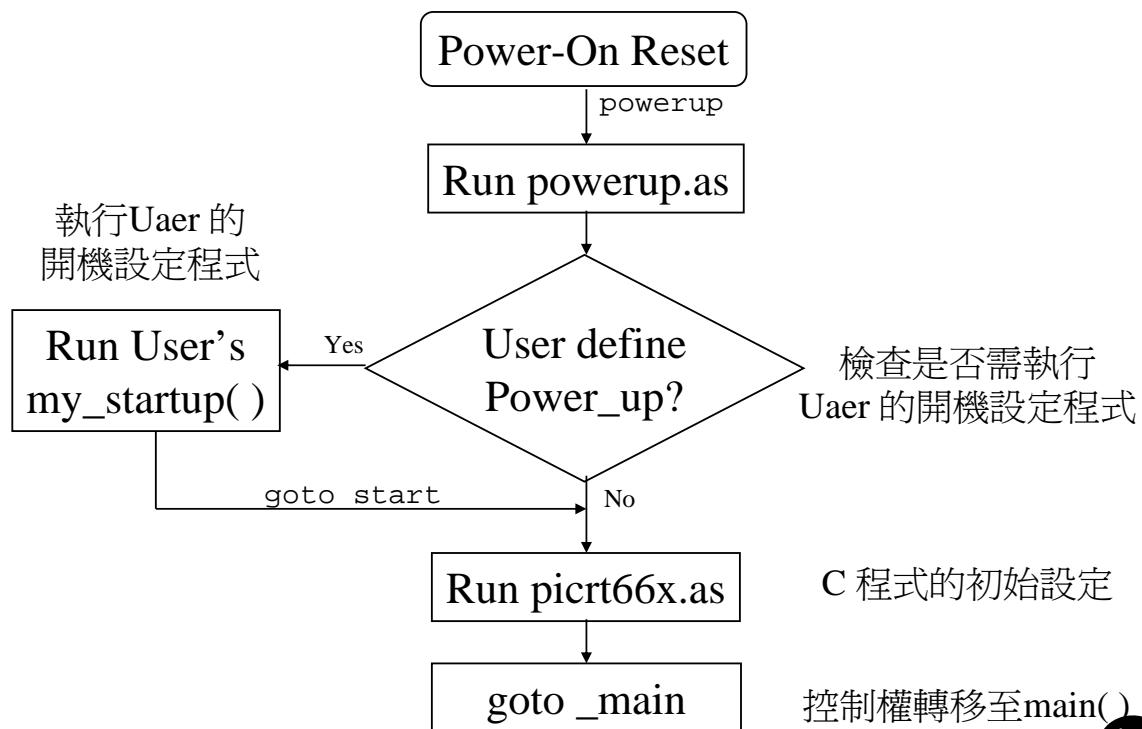 Power-On Reset
powerup
Run powerup.as
執行Uaer 的
開機設定程式
Run User's
my_startup( )
Yes
User define
Power_up?
檢查是否需執行
Uaer 的開機設定程式
goto start
No
Run picrt66x.as
C 程式的初始設定
goto _main
控制權轉移至main( )